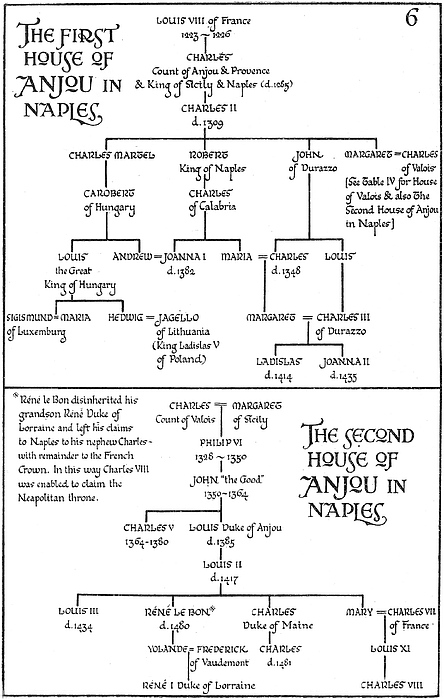 6
THE FIRST
HOUSE OF
ANJOU IN
NAPLES
LOUIS VIII of France
1223 ~ 1226
CHARLES
Count of Anjou & Provence
& King of Sicily & Naples (d.1285)
CHARLES II
d. 1309
CHARLES MARTEL
ROBERT
King of Naples
JOHN
of Durazzo
MARGARET = CHARLES
of Valois
[See Table IV for House
of Valois & also The
Second House of Anjou
in Naples]
CAROBERT
of Hungary
CHARLES
of Calabria
LOUIS
the Great
King of Hungary
ANDREW = JOANNA I
d. 1382
MARIA = CHARLES
d. 1348
LOUIS
SIGISMUND = MARIA
of Luxemburg
HEDWIG = JAGELLO
of Lithuania
(King Ladislas V
of Poland)
MARGARET = CHARLES III
of Durazzo
LADISLAS
d. 1414
JOANNA II
d. 1435
* Réné le Bon disinherited his
grandson Réné Duke of
Lorraine and left his claims
to Naples to his nephew Charles -
with remainder to the French
Crown. In this way Charles VIII
was enabled to claim the
Neapolitan throne.
THE SECOND
HOUSE OF
ANJOU IN
NAPLES
CHARLES = MARGARET
Count of Valois of Sicily
PHILIP VI
1328 ~ 1350
JOHN "the Good"
1350-1364
CHARLES V
1364-1380
LOUIS Duke of Anjou
d. 1385
LOUIS II
d. 1417
LOUIS III
d. 1434
RÉNÉ LE BON*
d. 1480
CHARLES
Duke of Maine
MARY = CHARLES VII
of France
YOLANDE = FREDERICK
of Vaudemont
CHARLES
d. 1481
LOUIS XI
RÉNÉ I Duke of Lorraine
CHARLES VIII